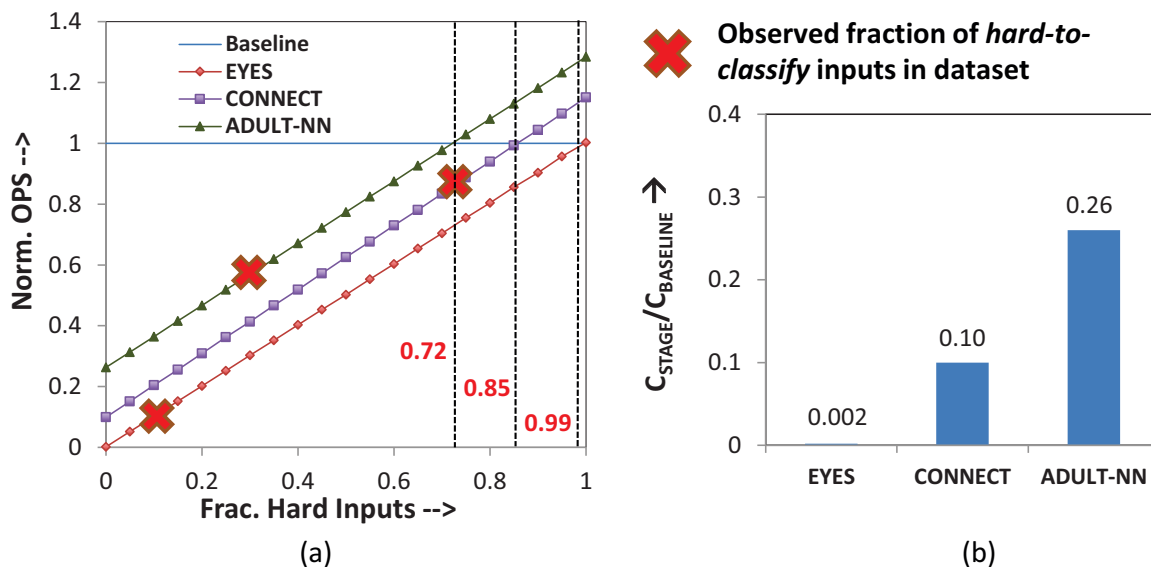 1.4
1.2
1
0.8
0.6
0.4
0.2
0
Norm. OPS -->
Baseline
EYES
CONNECT
ADULT-NN
0.72
0.85
0.99
0 0.2 0.4 0.6 0.8 1
Frac. Hard Inputs -->
(a)
Observed fraction of hard-to-
classify inputs in dataset
0.4
0.3
0.2
0.1
0
C_STAGE/C_BASELINE →
0.002
0.10
0.26
EYES CONNECT ADULT-NN
(b)